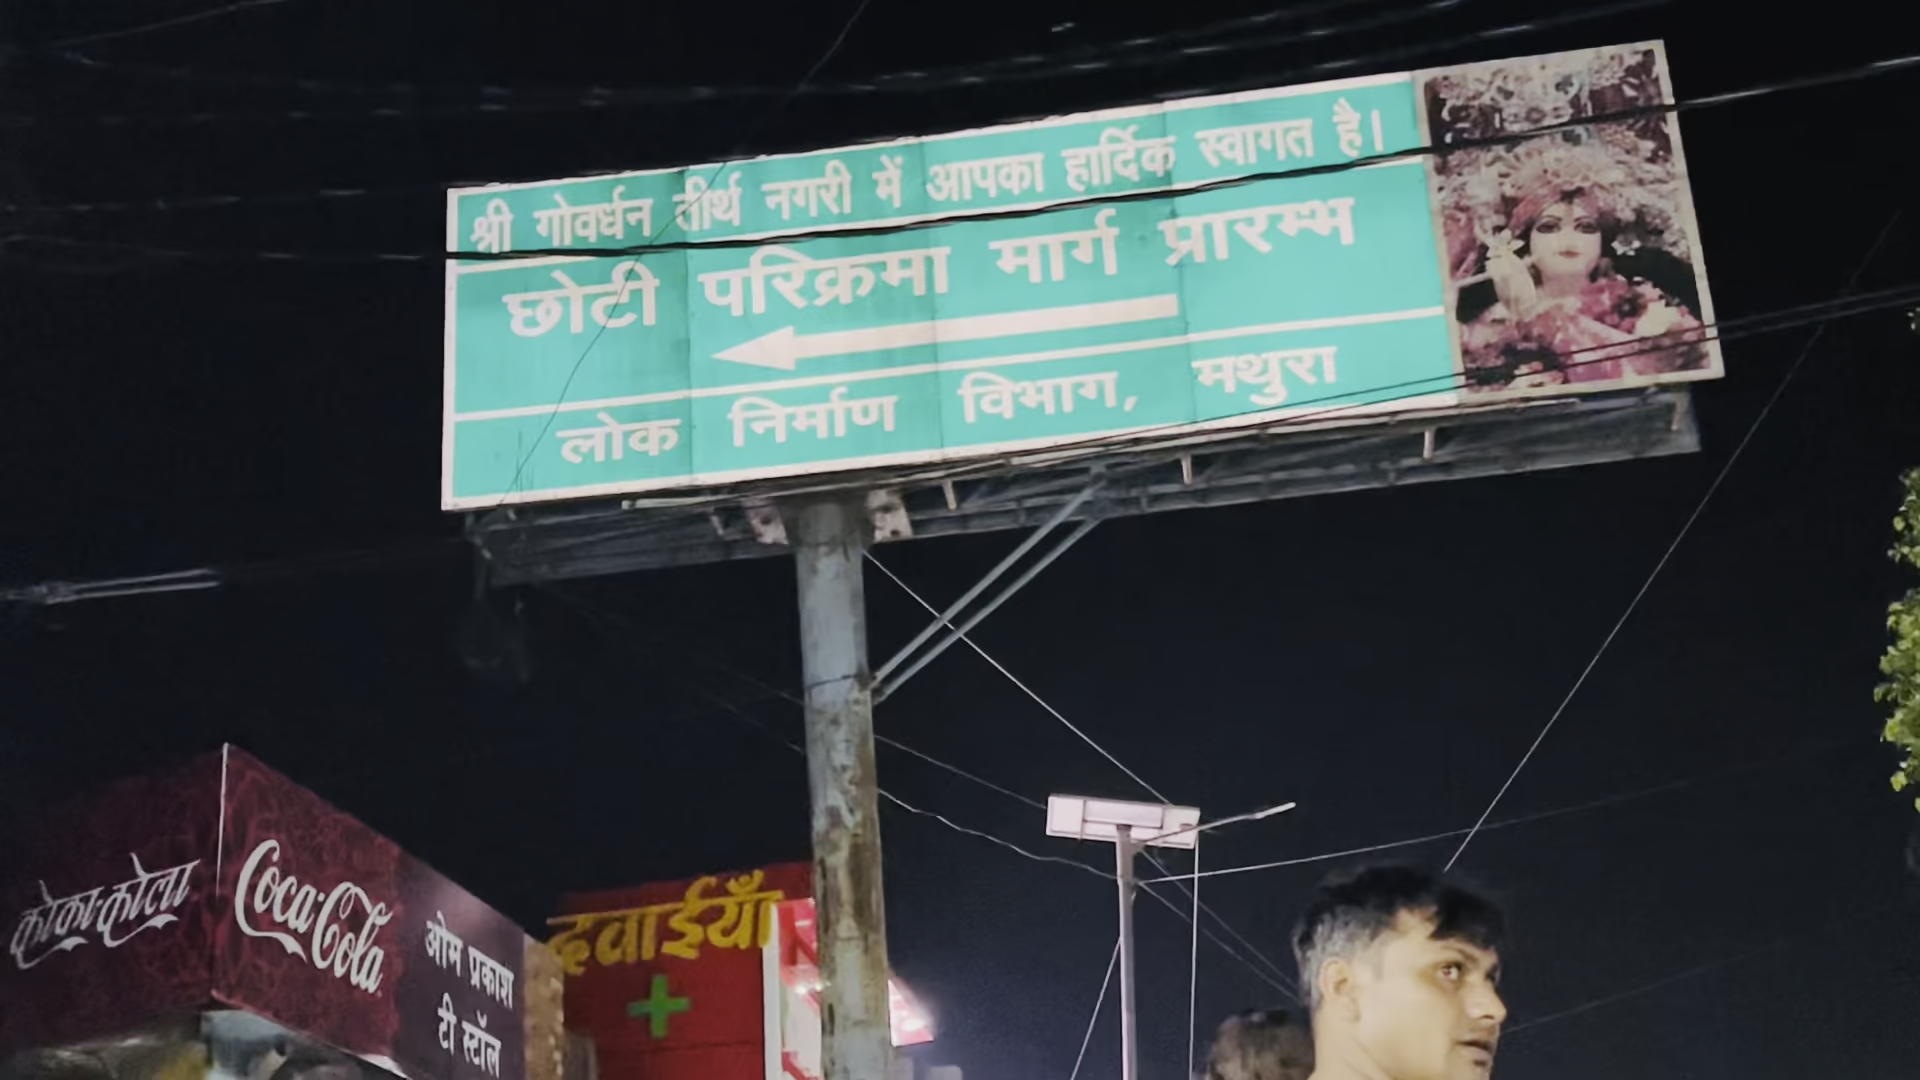 श्री गोवर्धन तीर्थ नगरी में आपका हार्दिक स्वागत है।
छोटी परिक्रमा मार्ग प्रारम्भ
लोक निर्माण विभाग, मथुरा
कोका-कोला
Coca-Cola
ओम प्रकाश
टी स्टॉल
दवाईयाँ